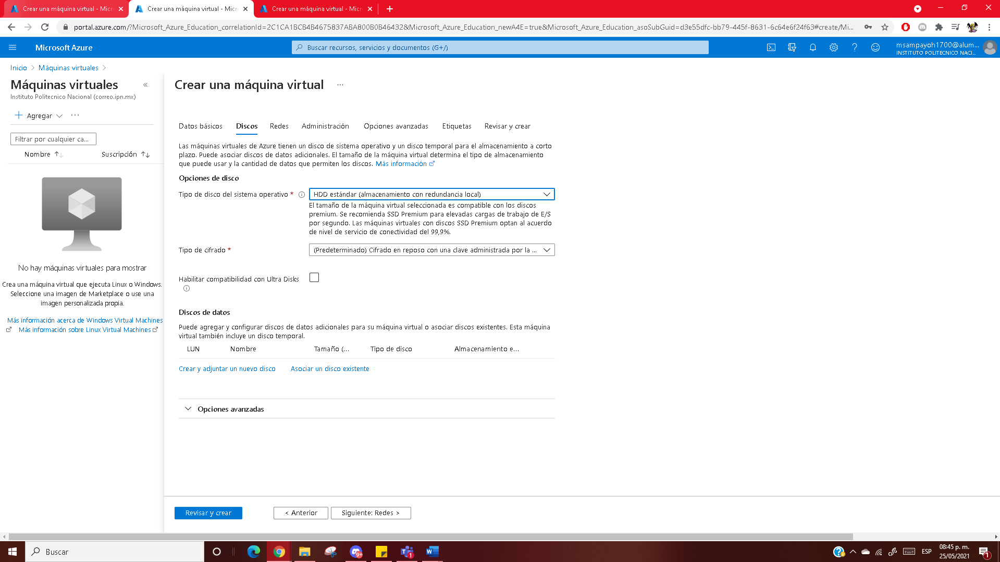 Crear una máquina virtual - Micr
Crear una máquina virtual - Micr
Crear una máquina virtual - Micr
portal.azure.com/?Microsoft_Azure_Education_correlationId=2C1CA1BCB4B4675837ABA800B0B46432&Microsoft_Azure_Education_newA4E=true&Microsoft_Azure_Education_asoSubGuid=d3e55dfc-bb79-445f-8631-6c64e6f24f63#create/Mi...
Microsoft Azure
Buscar recursos, servicios y documentos (G+/)
msampayoh1700@alum...
INSTITUTO POLITECNICO NACI...
Inicio > Máquinas virtuales >
Máquinas virtuales «
Instituto Politecnico Nacional (correo.ipn.mx)
+ Agregar ...
Filtrar por cualquier ca...
Nombre ↑↓ Suscripción ↑↓
No hay máquinas virtuales para mostrar
Crea una máquina virtual que ejecuta Linux o Windows.
Seleccione una imagen de Marketplace o use una
imagen personalizada propia.
Más información acerca de Windows Virtual Machines
Más información sobre Linux Virtual Machines
Crear una máquina virtual ...
Datos básicos Discos Redes Administración Opciones avanzadas Etiquetas Revisar y crear
Las máquinas virtuales de Azure tienen un disco de sistema operativo y un disco temporal para el almacenamiento a corto
plazo. Puede asociar discos de datos adicionales. El tamaño de la máquina virtual determina el tipo de almacenamiento
que puede usar y la cantidad de datos que permiten los discos. Más información
Opciones de disco
Tipo de disco del sistema operativo * HDD estándar (almacenamiento con redundancia local)
El tamaño de la máquina virtual seleccionada es compatible con los discos
premium. Se recomienda SSD Premium para elevadas cargas de trabajo de E/S
por segundo. Las máquinas virtuales con discos SSD Premium optan al acuerdo
de nivel de servicio de conectividad del 99,9%.
Tipo de cifrado * (Predeterminado) Cifrado en reposo con una clave administrada por la ...
Habilitar compatibilidad con Ultra Disks
Discos de datos
Puede agregar y configurar discos de datos adicionales para su máquina virtual o asociar discos existentes. Esta máquina
virtual también incluye un disco temporal.
LUN Nombre Tamaño (... Tipo de disco Almacenamiento e...
Crear y adjuntar un nuevo disco Asociar un disco existente
Opciones avanzadas
Revisar y crear < Anterior Siguiente: Redes >
Buscar
9+
1
ESP
08:45 p. m.
25/05/2021
1